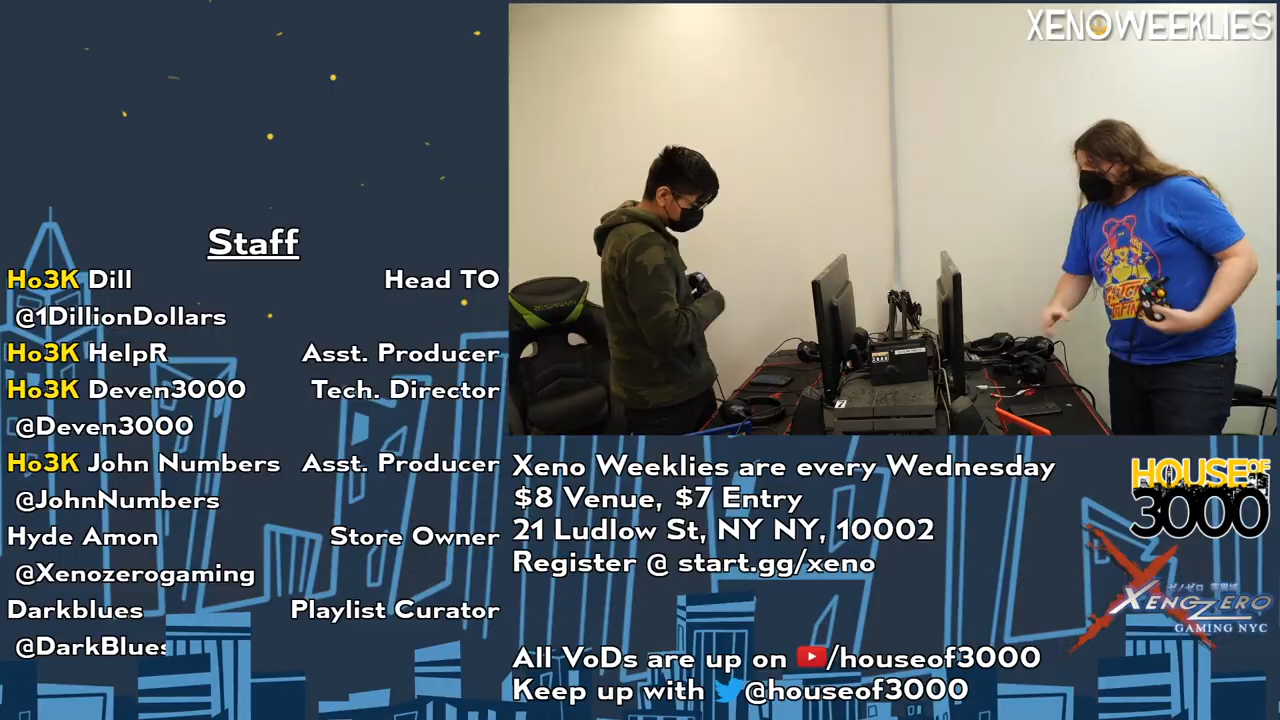 XENOWEEKLIES
RESPAWN
Staff
Ho3K Dill Head TO
@1DillionDollars
Ho3K HelpR Asst. Producer
Ho3K Deven3000 Tech. Director
@Deven3000
Ho3K John Numbers Asst. Producer
@JohnNumbers
Hyde Amon Store Owner
@Xenozerogaming
Darkblues Playlist Curator
@DarkBlues
Xeno Weeklies are every Wednesday
$8 Venue, $7 Entry
21 Ludlow St, NY NY, 10002
Register @ start.gg/xeno
All VoDs are up on /houseof3000
Keep up with @houseof3000
HOUSE OF
3000
XENOZERO
GAMING NYC